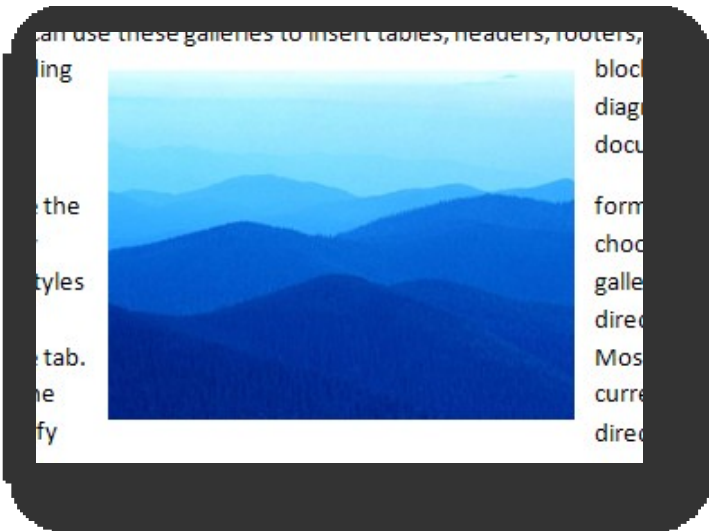 can use these galleries to insert tables, headers, footers,
ling bloc
diag
docu
the form
choo
tyles galle
direc
tab. Mos
he curre
fy direc